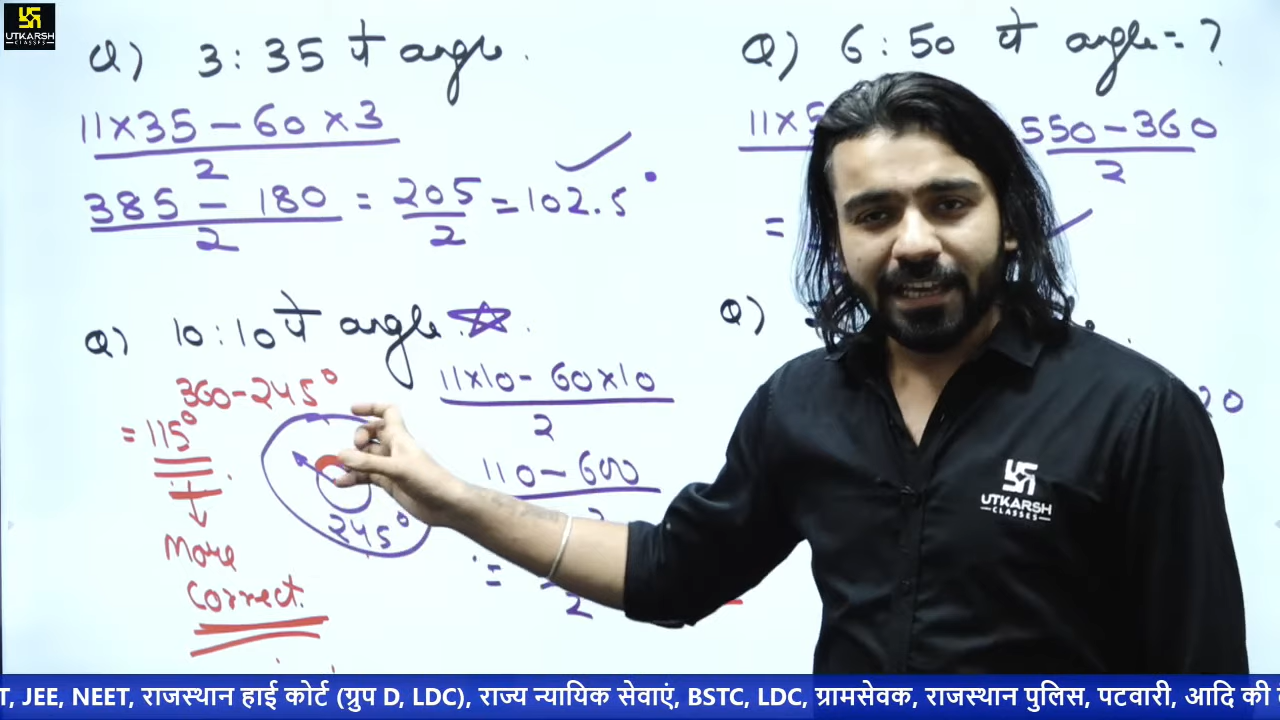 UTKARSH
CLASSES
Q) 3:35 पे angle.
11×35 – 60×3
2
385 – 180 = 205 = 102.5°
2 2
Q) 6:50 पे angle = ?
11×5 550 – 360
2
=
Q) 10:10 पे angle.
360-245°
= 115°
245°
More
Correct.
11×10 - 60×10
2
110 – 600
2
=
2
Q)
20
UTKARSH
CLASSES
T, JEE, NEET, राजस्थान हाई कोर्ट (ग्रुप D, LDC), राज्य न्यायिक सेवाएं, BSTC, LDC, ग्रामसेवक, राजस्थान पुलिस, पटवारी, आदि की